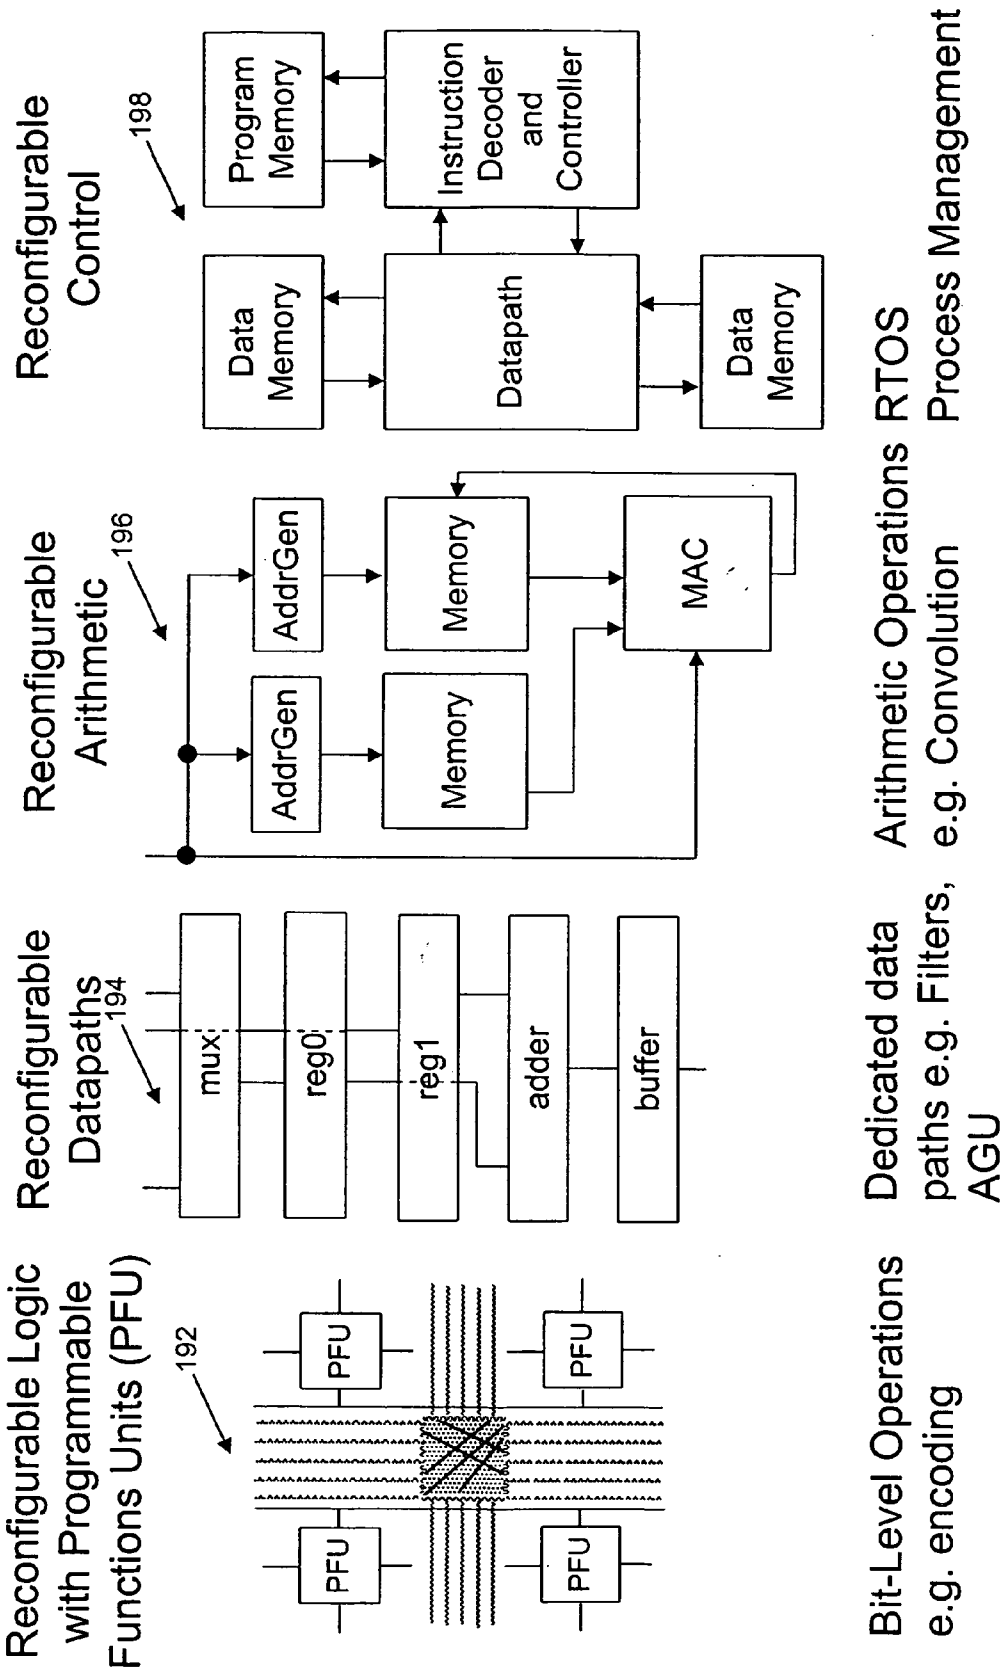 Reconfigurable Logic
with Programmable
Functions Units (PFU)
192
PFU
PFU
PFU
PFU
Bit-Level Operations
e.g. encoding
Reconfigurable
Datapaths
194
mux
reg0
reg1
adder
buffer
Dedicated data
paths e.g. Filters,
AGU
Reconfigurable
Arithmetic
196
AddrGen
AddrGen
Memory
Memory
MAC
Arithmetic Operations
e.g. Convolution
Reconfigurable
Control
198
Data
Memory
Program
Memory
Datapath
Instruction
Decoder
and
Controller
Data
Memory
RTOS
Process Management